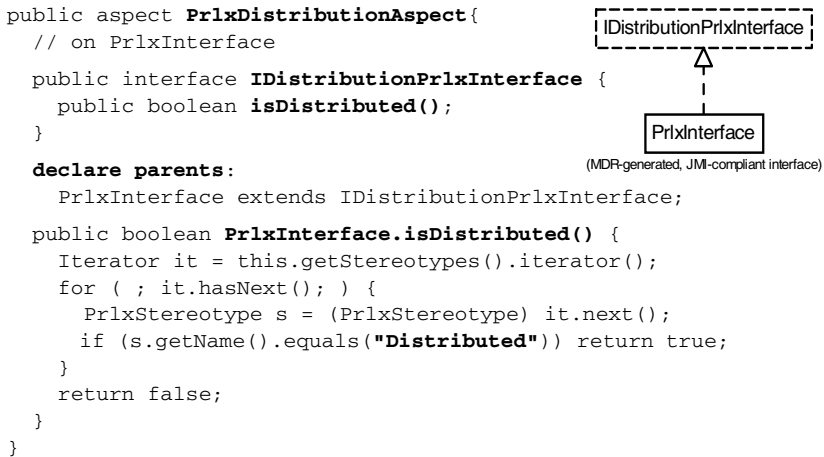 public aspect PrlxDistributionAspect{
// on PrlxInterface
public interface IDistributionPrlxInterface {
public boolean isDistributed();
}
declare parents:
PrlxInterface extends IDistributionPrlxInterface;
public boolean PrlxInterface.isDistributed() {
Iterator it = this.getStereotypes().iterator();
for ( ; it.hasNext(); ) {
PrlxStereotype s = (PrlxStereotype) it.next();
if (s.getName().equals("Distributed")) return true;
}
return false;
}
}
IDistributionPrlxInterface
PrlxInterface
(MDR-generated, JMI-compliant interface)